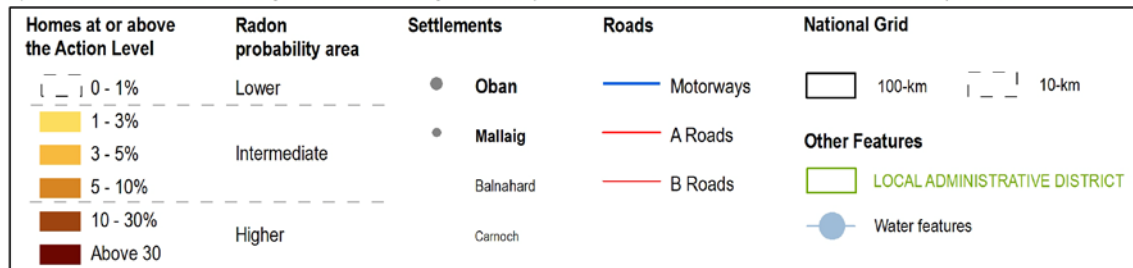 Homes at or above
the Action Level
0 - 1%
1 - 3%
3 - 5%
5 - 10%
10 - 30%
Above 30
Radon
probability area
Lower
Intermediate
Higher
Settlements
Oban
Mallaig
Balnahard
Carnoch
Roads
Motorways
A Roads
B Roads
National Grid
100-km
10-km
Other Features
LOCAL ADMINISTRATIVE DISTRICT
Water features